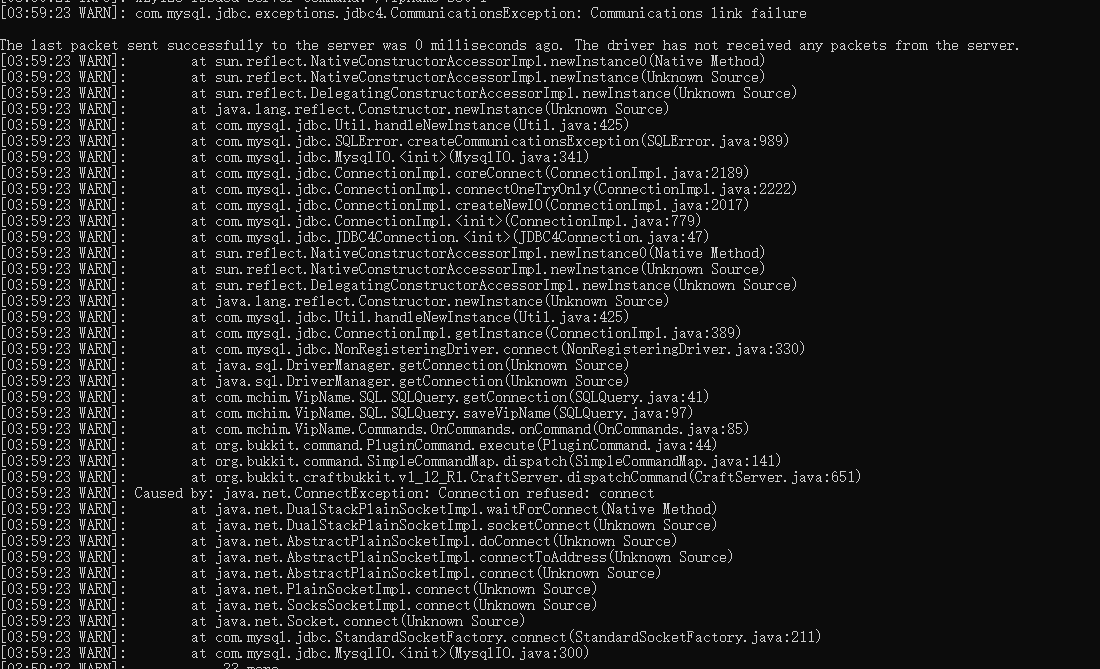 [03:59:23 WARN]: com.mysql.jdbc.exceptions.jdbc4.CommunicationsException: Communications link failure
The last packet sent successfully to the server was 0 milliseconds ago. The driver has not received any packets from the server.
[03:59:23 WARN]: at sun.reflect.NativeConstructorAccessorImpl.newInstance0(Native Method)
[03:59:23 WARN]: at sun.reflect.NativeConstructorAccessorImpl.newInstance(Unknown Source)
[03:59:23 WARN]: at sun.reflect.DelegatingConstructorAccessorImpl.newInstance(Unknown Source)
[03:59:23 WARN]: at java.lang.reflect.Constructor.newInstance(Unknown Source)
[03:59:23 WARN]: at com.mysql.jdbc.Util.handleNewInstance(Util.java:425)
[03:59:23 WARN]: at com.mysql.jdbc.SQLError.createCommunicationsException(SQLError.java:989)
[03:59:23 WARN]: at com.mysql.jdbc.MysqlIO.<init>(MysqlIO.java:341)
[03:59:23 WARN]: at com.mysql.jdbc.ConnectionImpl.coreConnect(ConnectionImpl.java:2189)
[03:59:23 WARN]: at com.mysql.jdbc.ConnectionImpl.connectOneTryOnly(ConnectionImpl.java:2222)
[03:59:23 WARN]: at com.mysql.jdbc.ConnectionImpl.createNewIO(ConnectionImpl.java:2017)
[03:59:23 WARN]: at com.mysql.jdbc.ConnectionImpl.<init>(ConnectionImpl.java:779)
[03:59:23 WARN]: at com.mysql.jdbc.JDBC4Connection.<init>(JDBC4Connection.java:47)
[03:59:23 WARN]: at sun.reflect.NativeConstructorAccessorImpl.newInstance0(Native Method)
[03:59:23 WARN]: at sun.reflect.NativeConstructorAccessorImpl.newInstance(Unknown Source)
[03:59:23 WARN]: at sun.reflect.DelegatingConstructorAccessorImpl.newInstance(Unknown Source)
[03:59:23 WARN]: at java.lang.reflect.Constructor.newInstance(Unknown Source)
[03:59:23 WARN]: at com.mysql.jdbc.Util.handleNewInstance(Util.java:425)
[03:59:23 WARN]: at com.mysql.jdbc.ConnectionImpl.getInstance(ConnectionImpl.java:389)
[03:59:23 WARN]: at com.mysql.jdbc.NonRegisteringDriver.connect(NonRegisteringDriver.java:330)
[03:59:23 WARN]: at java.sql.DriverManager.getConnection(Unknown Source)
[03:59:23 WARN]: at java.sql.DriverManager.getConnection(Unknown Source)
[03:59:23 WARN]: at com.mchim.VipName.SQL.SQLQuery.getConnection(SQLQuery.java:41)
[03:59:23 WARN]: at com.mchim.VipName.SQL.SQLQuery.saveVipName(SQLQuery.java:97)
[03:59:23 WARN]: at com.mchim.VipName.Commands.OnCommands.onCommand(OnCommands.java:85)
[03:59:23 WARN]: at org.bukkit.command.PluginCommand.execute(PluginCommand.java:44)
[03:59:23 WARN]: at org.bukkit.command.SimpleCommandMap.dispatch(SimpleCommandMap.java:141)
[03:59:23 WARN]: at org.bukkit.craftbukkit.v1_12_R1.CraftServer.dispatchCommand(CraftServer.java:651)
[03:59:23 WARN]: Caused by: java.net.ConnectException: Connection refused: connect
[03:59:23 WARN]: at java.net.DualStackPlainSocketImpl.waitForConnect(Native Method)
[03:59:23 WARN]: at java.net.DualStackPlainSocketImpl.socketConnect(Unknown Source)
[03:59:23 WARN]: at java.net.AbstractPlainSocketImpl.doConnect(Unknown Source)
[03:59:23 WARN]: at java.net.AbstractPlainSocketImpl.connectToAddress(Unknown Source)
[03:59:23 WARN]: at java.net.AbstractPlainSocketImpl.connect(Unknown Source)
[03:59:23 WARN]: at java.net.PlainSocketImpl.connect(Unknown Source)
[03:59:23 WARN]: at java.net.SocksSocketImpl.connect(Unknown Source)
[03:59:23 WARN]: at java.net.Socket.connect(Unknown Source)
[03:59:23 WARN]: at com.mysql.jdbc.StandardSocketFactory.connect(StandardSocketFactory.java:211)
[03:59:23 WARN]: at com.mysql.jdbc.MysqlIO.<init>(MysqlIO.java:300)